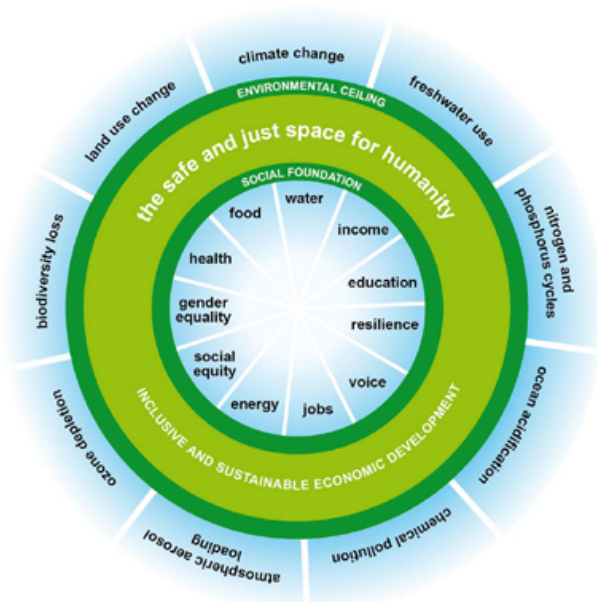 climate change
freshwater use
nitrogen and
phosphorus cycles
ocean acidification
chemical pollution
atmospheric aerosol
loading
ozone depletion
biodiversity loss
land use change
ENVIRONMENTAL CEILING
the safe and just space for humanity
SOCIAL FOUNDATION
water
income
education
resilience
voice
jobs
energy
social
equity
gender
equality
health
food
INCLUSIVE AND SUSTAINABLE ECONOMIC DEVELOPMENT